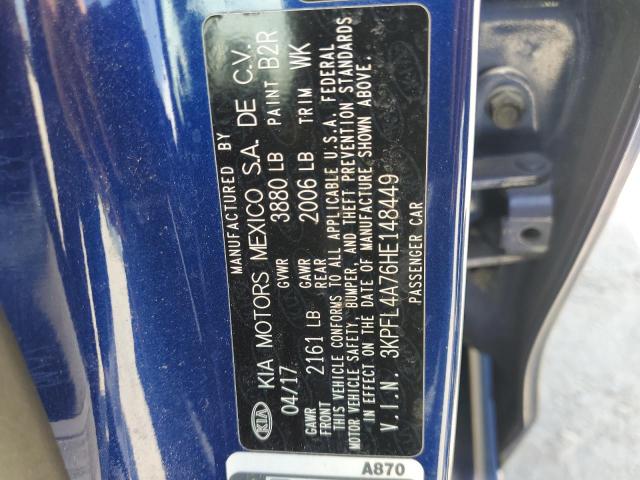 MANUFACTURED BY
KIA KIA MOTORS MEXICO S.A. DE C.V.
04/17 GVWR 3880 LB PAINT B2R
GAWR FRONT 2161 LB GAWR REAR 2006 LB TRIM WK
THIS VEHICLE CONFORMS TO ALL APPLICABLE U.S.A. FEDERAL
MOTOR VEHICLE SAFETY, BUMPER, AND THEFT PREVENTION STANDARDS
IN EFFECT ON THE DATE OF MANUFACTURE SHOWN ABOVE.
V.I.N. 3KPFL4A76HE148449
PASSENGER CAR
A870